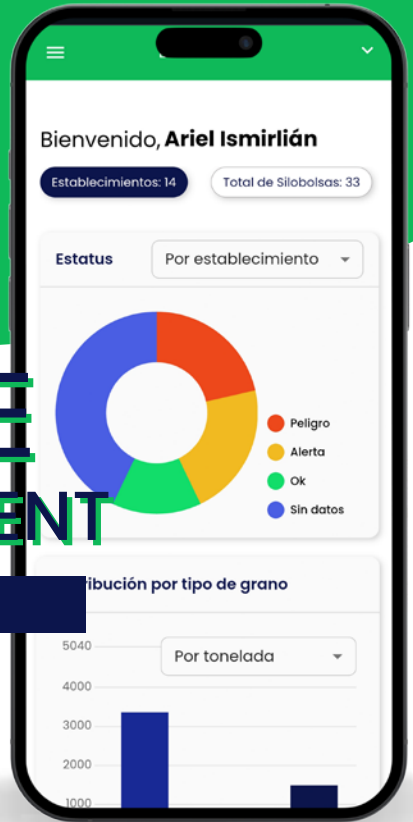 Bienvenido, Ariel Ismirlián
Establecimientos: 14
Total de Silobolsas: 33
Estatus
Por establecimiento
Peligro
Alerta
Ok
Sin datos
E
ENT
ribución por tipo de grano
Por tonelada
5040
4000
3000
2000
1000